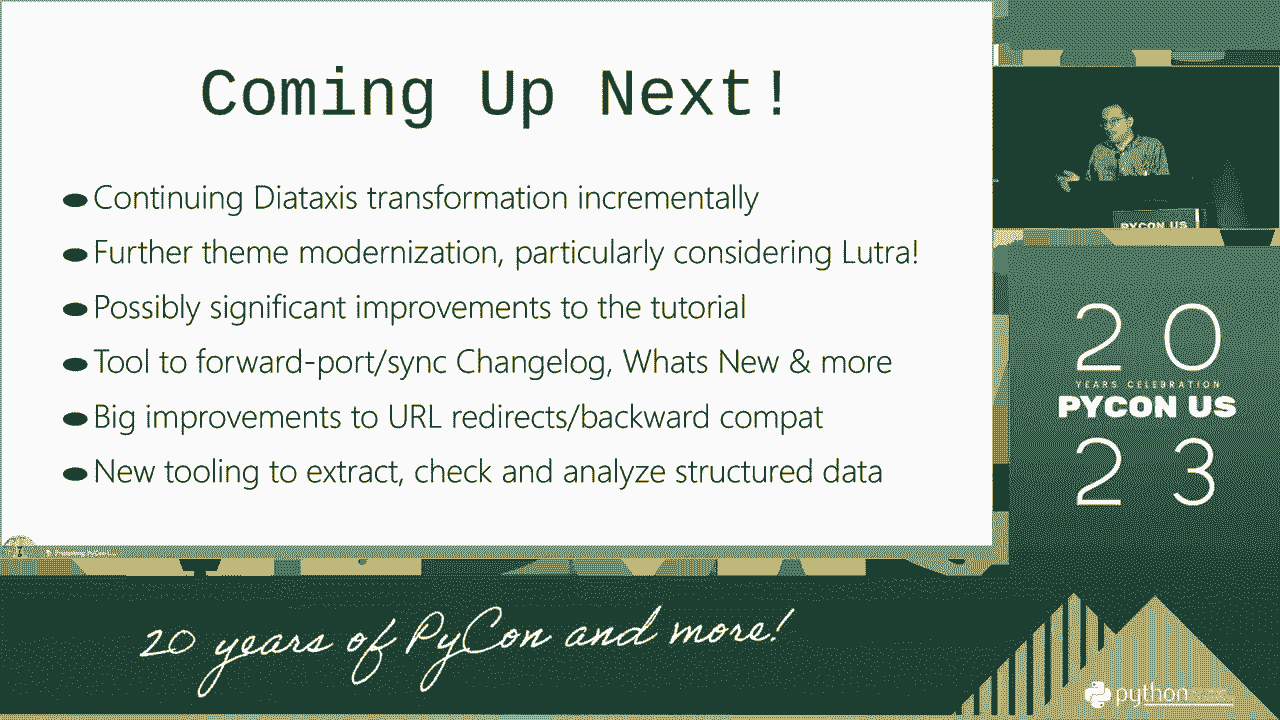 Coming Up Next!
Continuing Diataxis transformation incrementally
Further theme modernization, particularly considering Lutra!
Possibly significant improvements to the tutorial
Tool to forward-port/sync Changelog, Whats New & more
Big improvements to URL redirects/backward compat
New tooling to extract, check and analyze structured data
PYCON US
20
YEARS CELEBRATION
PYCON US
23
20 years of PyCon and more!
python